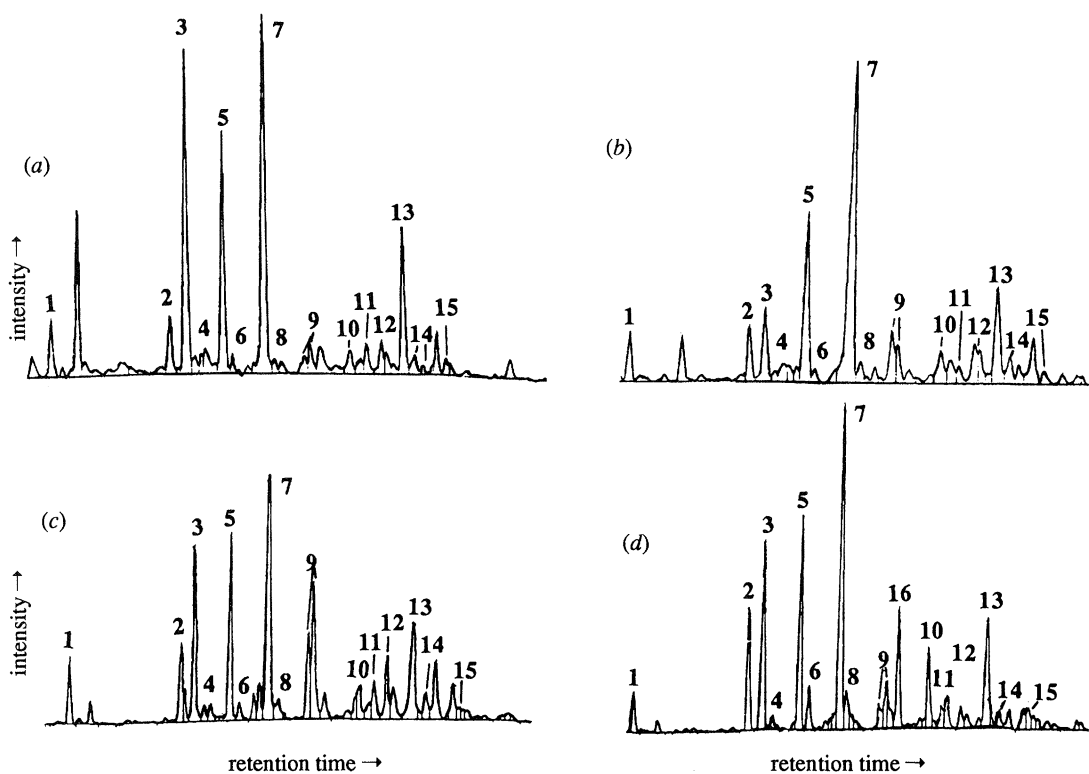 (a)
intensity →
1 2 3 4 5 6 7 8 9 10 11 12 13 14 15
(b)
1 2 3 4 5 6 7 8 9 10 11 12 13 14 15
(c)
intensity →
1 2 3 4 5 6 7 8 9 10 11 12 13 14 15
retention time →
(d)
1 2 3 4 5 6 7 8 9 16 10 11 12 13 14 15
retention time →